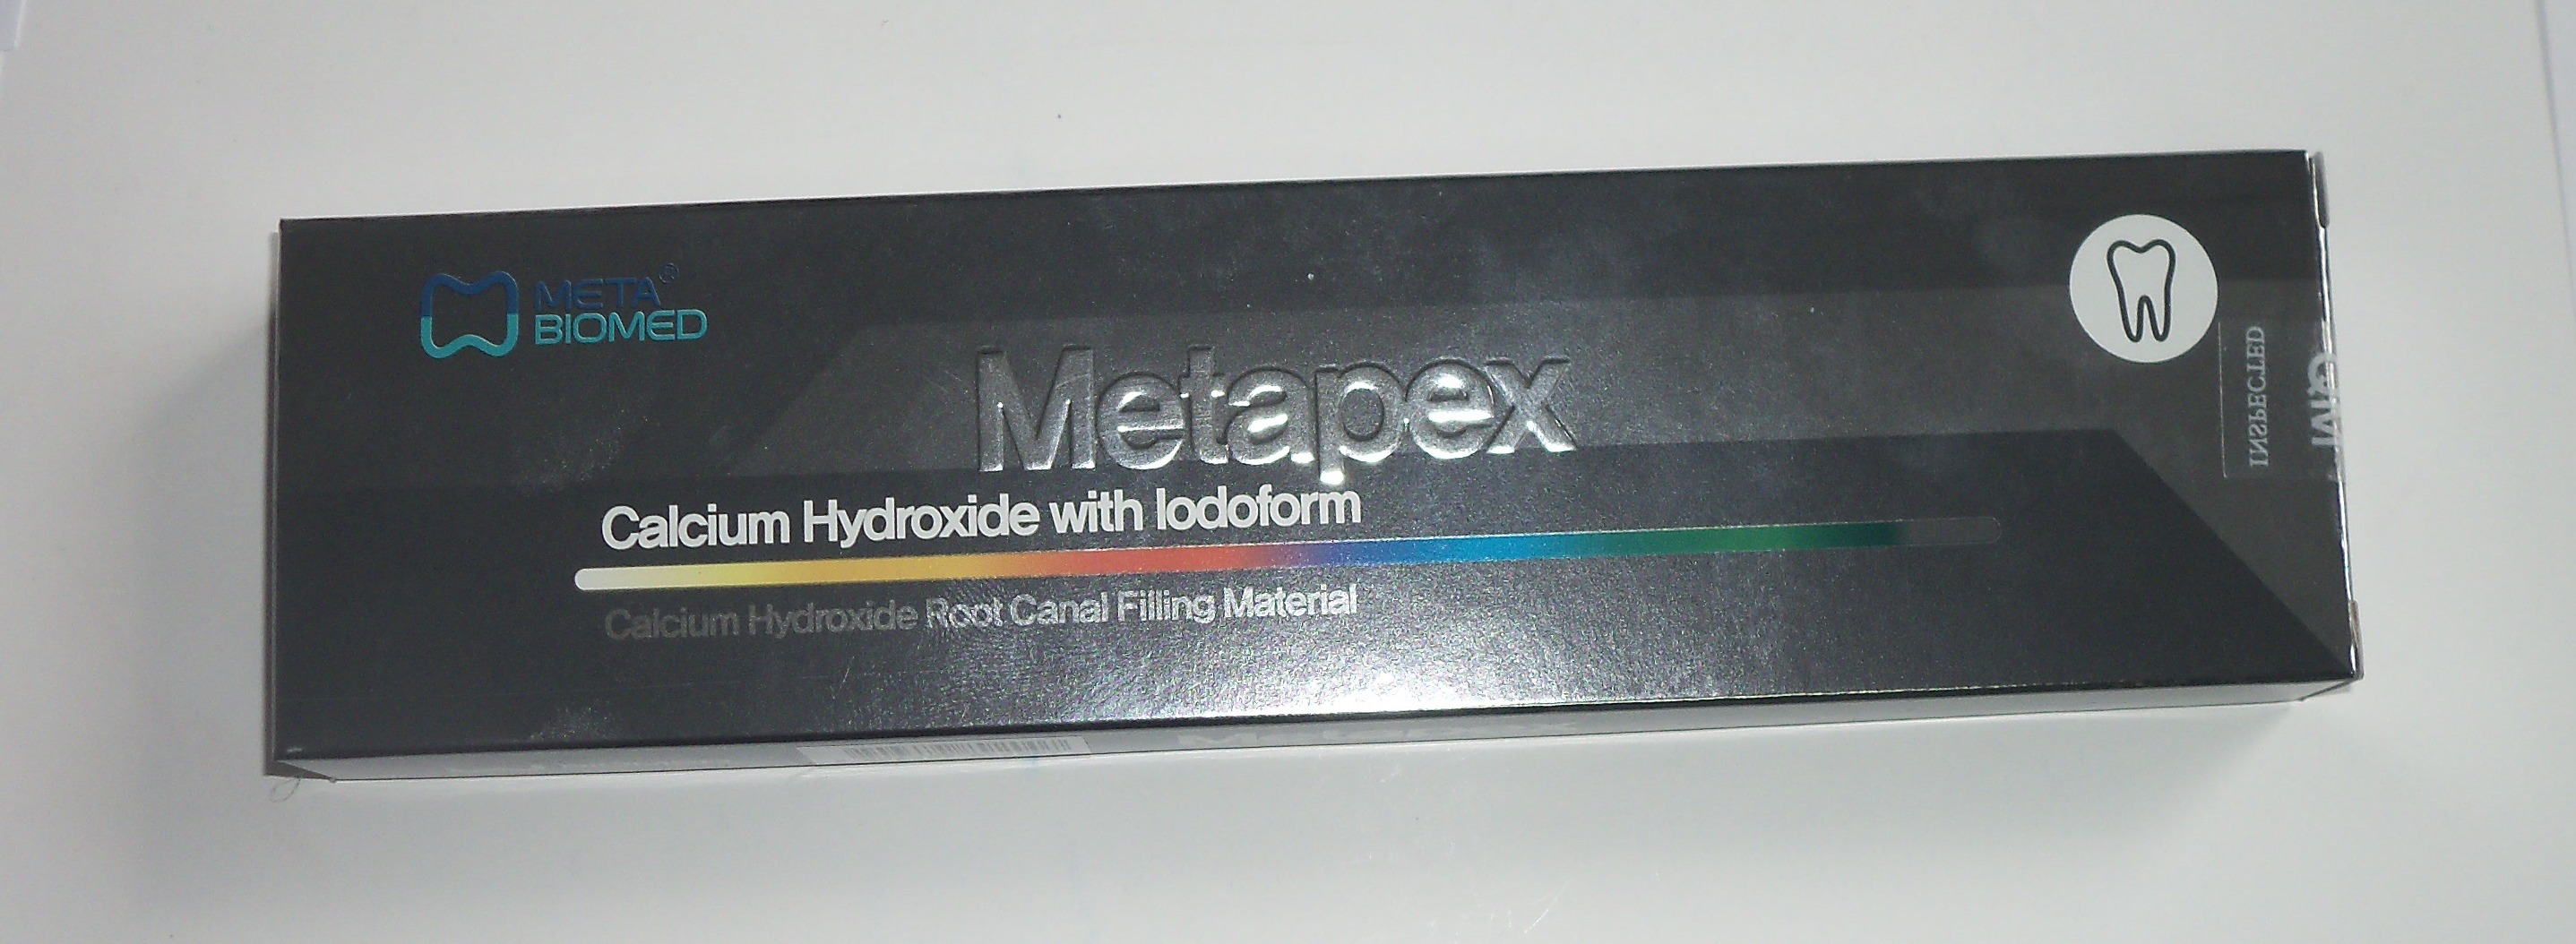 META®
BIOMED
Metapex
Calcium Hydroxide with Iodoform
Calcium Hydroxide Root Canal Filling Material
INSPECTED